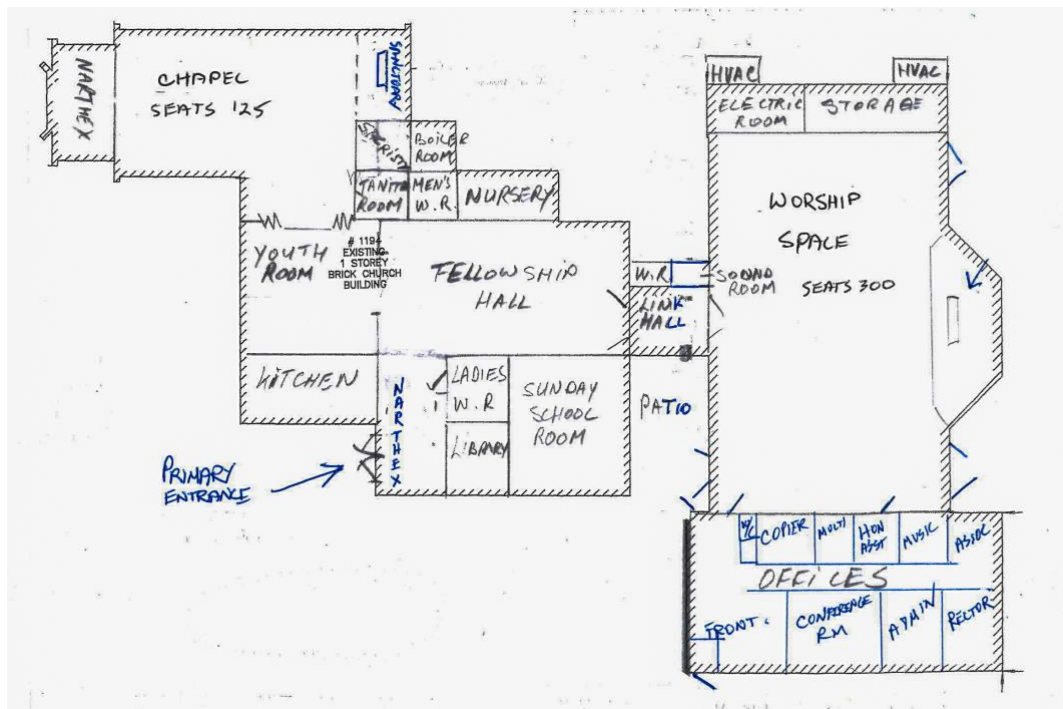 HVAC
HVAC
NARTHEX
CHAPEL
SEATS 125
SANCTUARY
ELECTRIC
ROOM
STORAGE
SACRISTY
BOILER
ROOM
MEN'S
W.R.
ROOM
NURSERY
WORSHIP
SPACE
SEATS 300
YOUTH
ROOM
# 1194
EXISTING
1 STOREY
BRICK CHURCH
BUILDING
FELLOWSHIP
HALL
W.R
SOUND
ROOM
LINK
HALL
KITCHEN
NARTHEX
LADIES
W.R
LIBRARY
SUNDAY
SCHOOL
ROOM
PATIO
PRIMARY
ENTRANCE
W/C
COPIER
MULTI
HON
ASST
MUSIC
ASSOC
OFFICES
FRONT.
CONFERENCE
RM
ADMIN
RECTOR